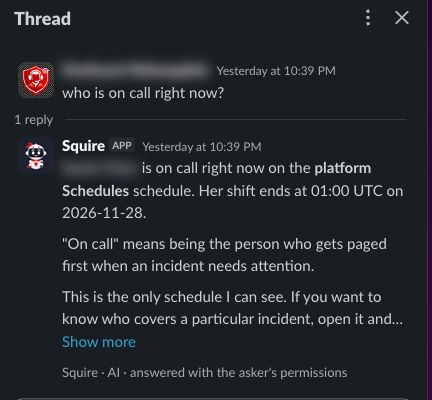 Thread
Yesterday at 10:39 PM
who is on call right now?
1 reply
Squire APP Yesterday at 10:39 PM
is on call right now on the platform
Schedules schedule. Her shift ends at 01:00 UTC on
2026-11-28.
"On call" means being the person who gets paged
first when an incident needs attention.
This is the only schedule I can see. If you want to
know who covers a particular incident, open it and...
Show more
Squire · AI · answered with the asker's permissions